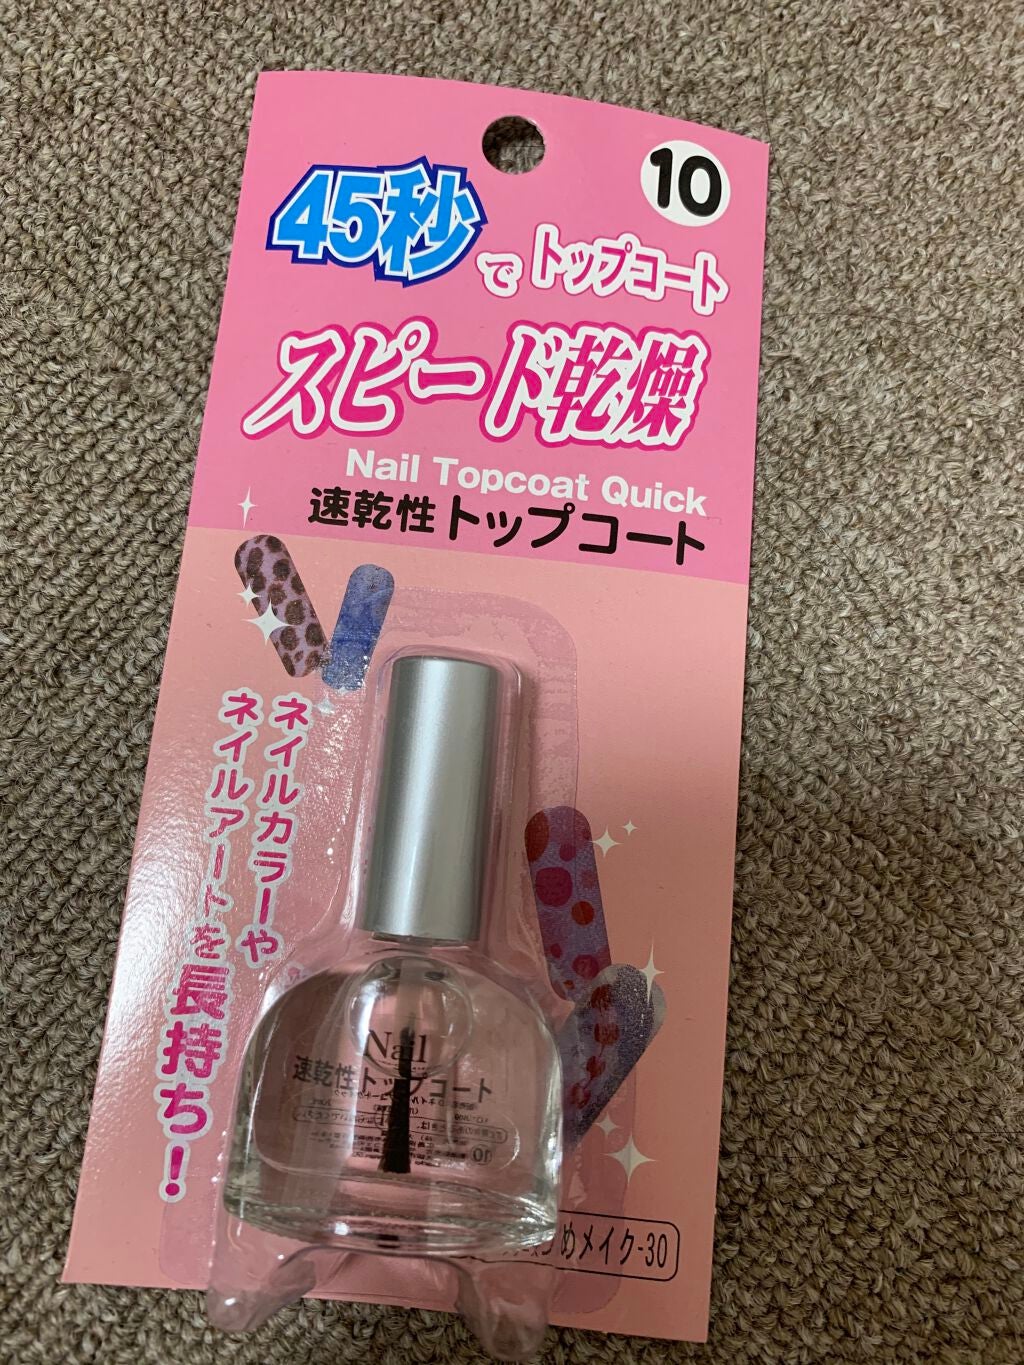 10
45秒
でトップコート
スピード乾燥
Nail Topcoat Quick
速乾性トップコート
ネイルカラーや
ネイルアートを長持ち!
Nail
速乾性トップコート
10
めメイク-30